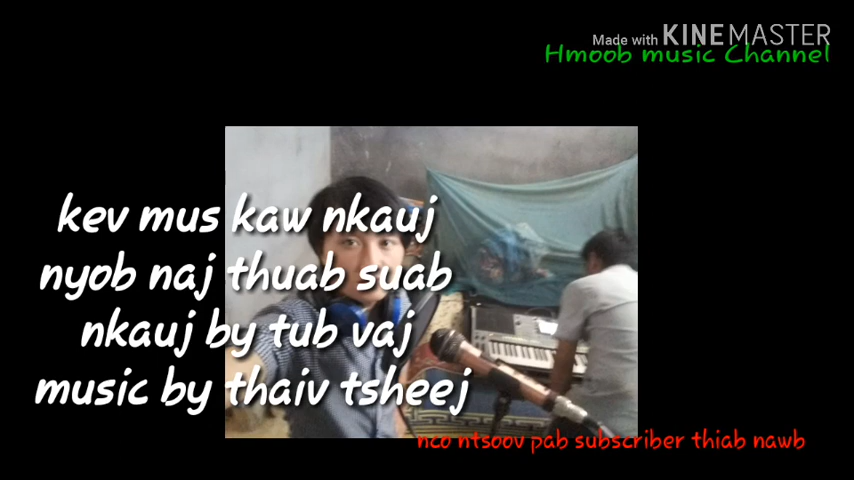 Made with KINEMASTER
Hmoob music Channel
kev mus kaw nkauj
nyob naj thuab suab
nkauj by tub vaj
music by thaiv tsheej
nco ntsoov pab subscriber thiab nawb